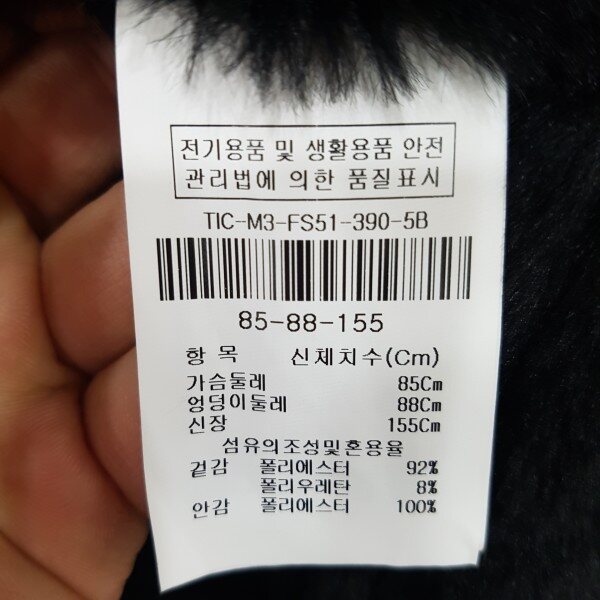 전기용품 및 생활용품 안전
관리법에 의한 품질표시
TIC-M3-FS51-390-5B
85-88-155
항 목 신체치수(Cm)
가슴둘레 85Cm
엉덩이둘레 88Cm
신장 155Cm
섬유의조성및혼용율
겉감 폴리에스터 92%
폴리우레탄 8%
안감 폴리에스터 100%